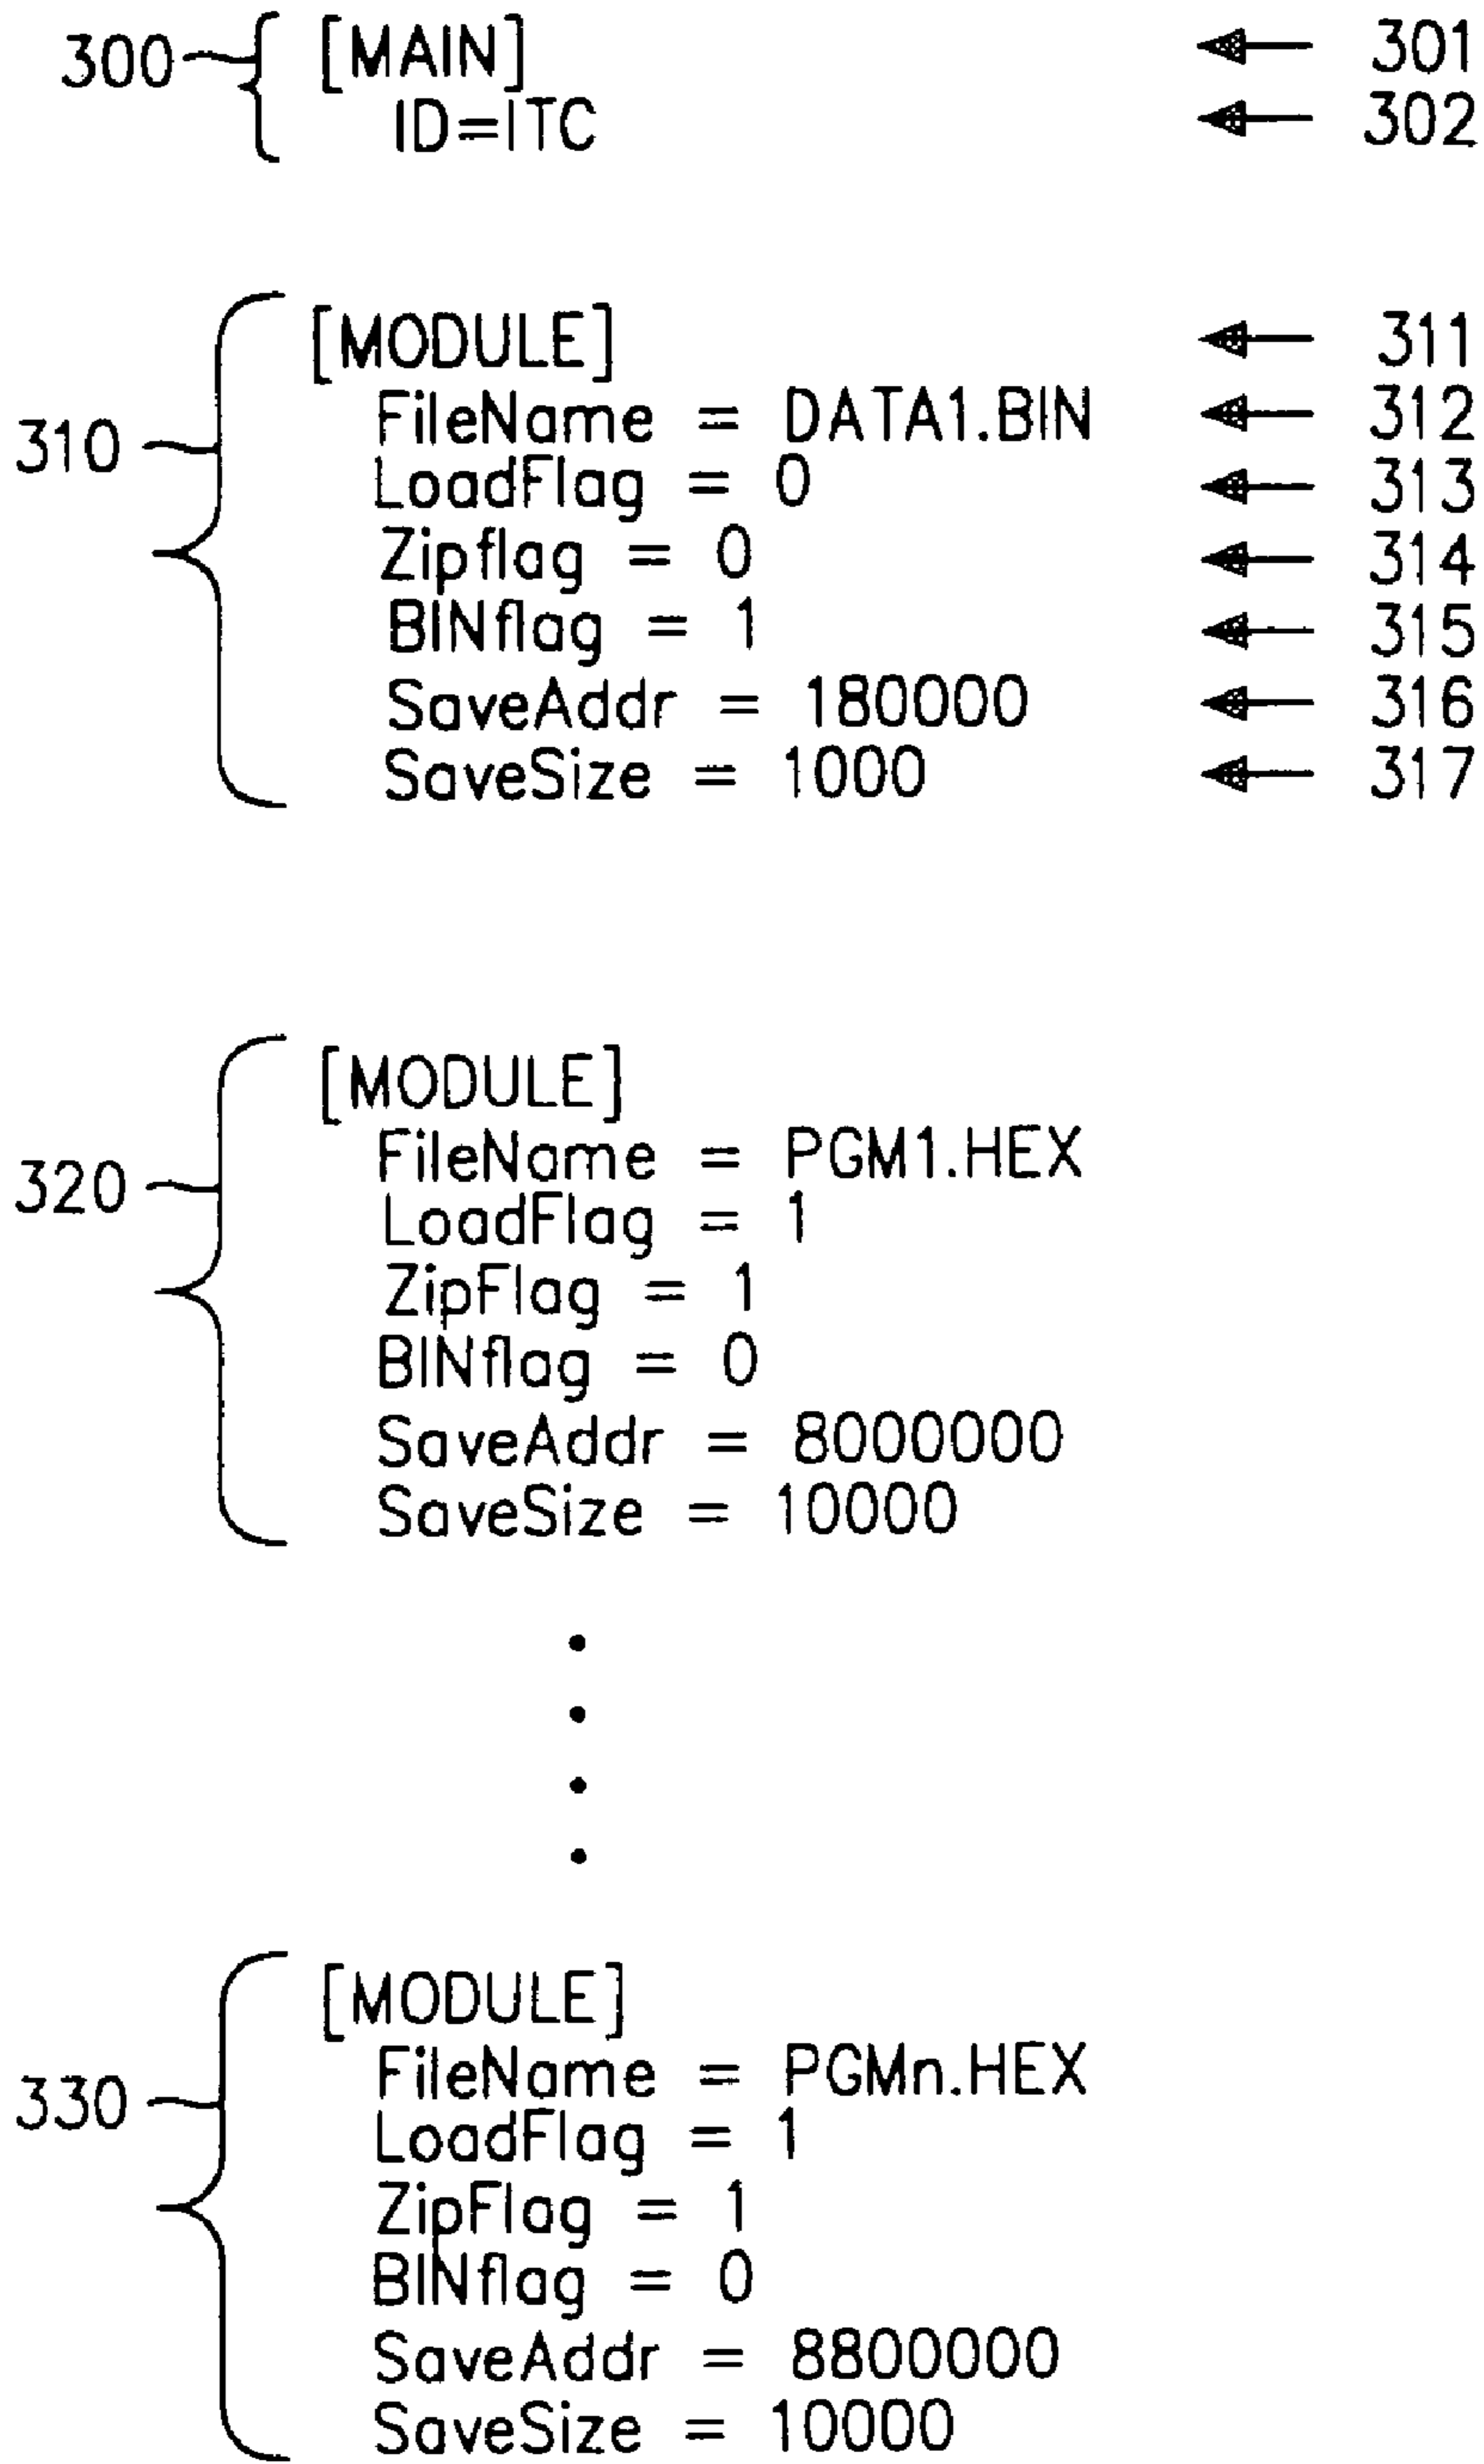 300 [MAIN] 301
ID=ITC 302
[MODULE] 311
310 FileName = DATA1.BIN 312
LoadFlag = 0 313
Zipflag = 0 314
BINflag = 1 315
SaveAddr = 180000 316
SaveSize = 1000 317
[MODULE]
320 FileName = PGM1.HEX
LoadFlag = 1
ZipFlag = 1
BINflag = 0
SaveAddr = 8000000
SaveSize = 10000
[MODULE]
330 FileName = PGMn.HEX
LoadFlag = 1
ZipFlag = 1
BINflag = 0
SaveAddr = 8800000
SaveSize = 10000